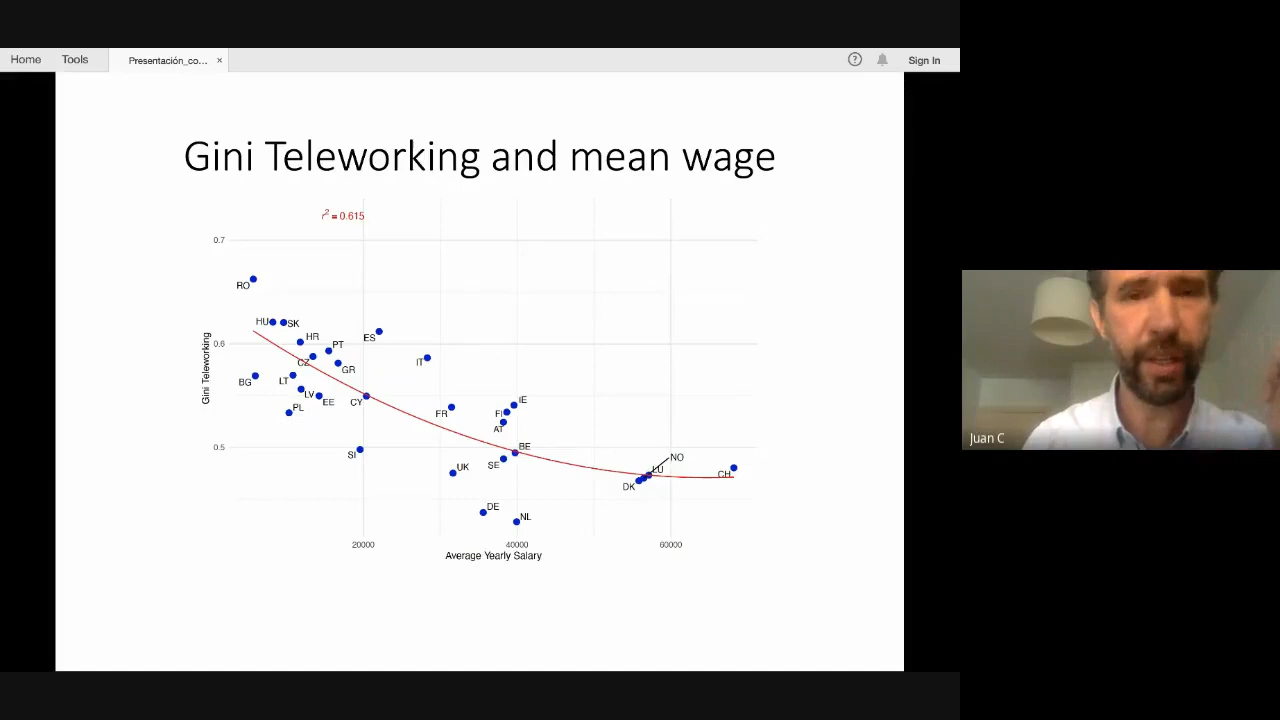 Home Tools Presentación_co... × ? Sign In
Gini Teleworking and mean wage
r² = 0.615
0.7
RO
HU
SK
HR
PT
ES
0.6
CZ
GR
IT
BG
LT
LV
EE
CY
PL
FR
FI
IE
AT
Gini Teleworking
0.5
SI
BE
UK
SE
NO
LU
DK
CH
DE
NL
20000 40000 60000
Average Yearly Salary
Juan C